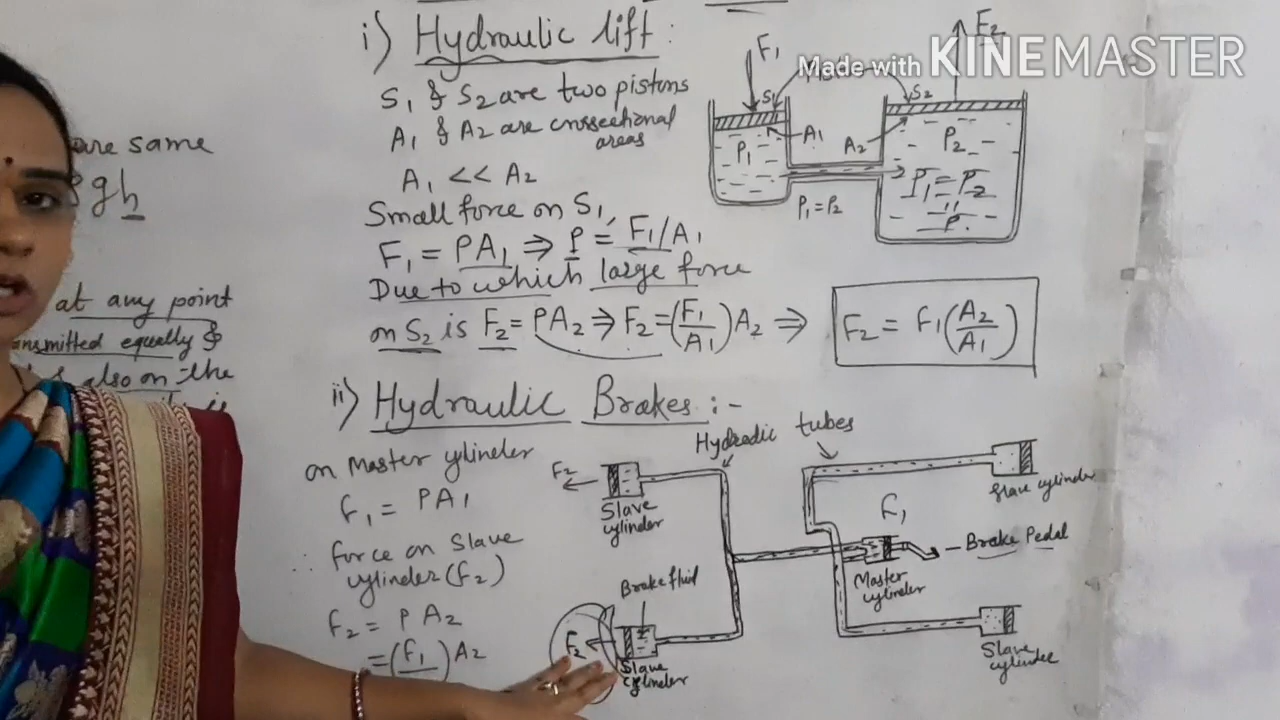 i) Hydraulic lift :
S1 & S2 are two pistons
A1 & A2 are crossectional
areas
A1 << A2
Small force on S1,
F1 = PA1 ⇒ P = F1/A1
Due to which large force
on S2 is F2 = PA2 ⇒ F2 = (F1/A1) A2 ⇒
F2 = F1 (A2/A1)
F1
F2
Made with KINEMASTER
S1
S2
A1
A2
P1
P2
P1 = P2
"
P.
P1 = P2
are same
ρgh
at any point
nsmitted equally &
also on the
ii) Hydraulic Brakes :-
on Master cylinder
F1 = PA1
∴ force on Slave
cylinder (F2)
F2 = PA2
= (F1/ ) A2
Hydraulic tubes
F2
Slave
cylinder
Brake fluid
F2
Slave
cylinder
Slave cylinder
F1
Brake Pedal
Master
cylinder
Slave
cylinder